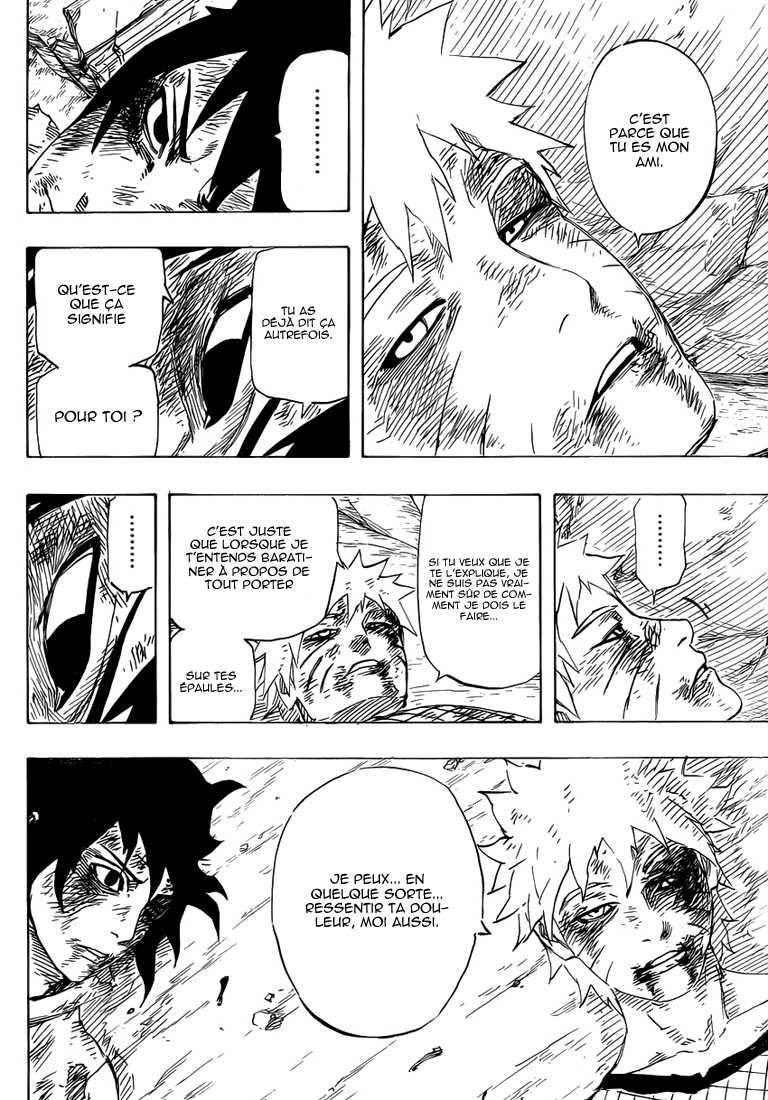 C'EST
PARCE QUE
TU ES MON
AMI.
.........
TU AS
DÉJÀ DIT ÇA
AUTREFOIS.
QU'EST-CE
QUE ÇA
SIGNIFIE
POUR TOI ?
......
SI TU VEUX QUE JE
TE L'EXPLIQUE, JE
NE SUIS PAS VRAI-
MENT SÛR DE COM-
MENT JE DOIS LE
FAIRE...
C'EST JUSTE
QUE LORSQUE JE
T'ENTENDS BARATI-
NER À PROPOS DE
TOUT PORTER
SUR TES
ÉPAULES...
......
JE PEUX... EN
QUELQUE SORTE...
RESSENTIR TA DOU-
LEUR, MOI AUSSI.